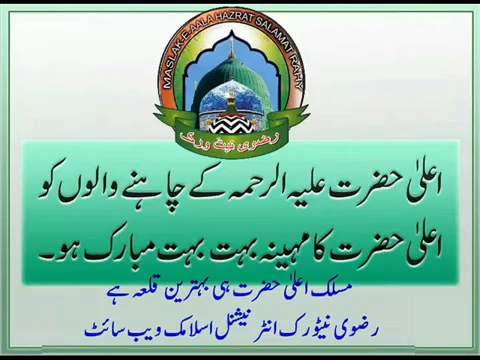 MASLAK-E-AALA HAZRAT SALAMAT RAHY
رضوی نیٹ ورک
اعلیٰ حضرت علیہ الرحمہ کے چاہنے والوں کو
اعلیٰ حضرت کا مہینہ بہت بہت مبارک ہو۔
مسلک اعلیٰ حضرت ہی بہترین قلعہ ہے
رضوی نیٹورک انٹرنیشنل اسلامک ویب سائٹ